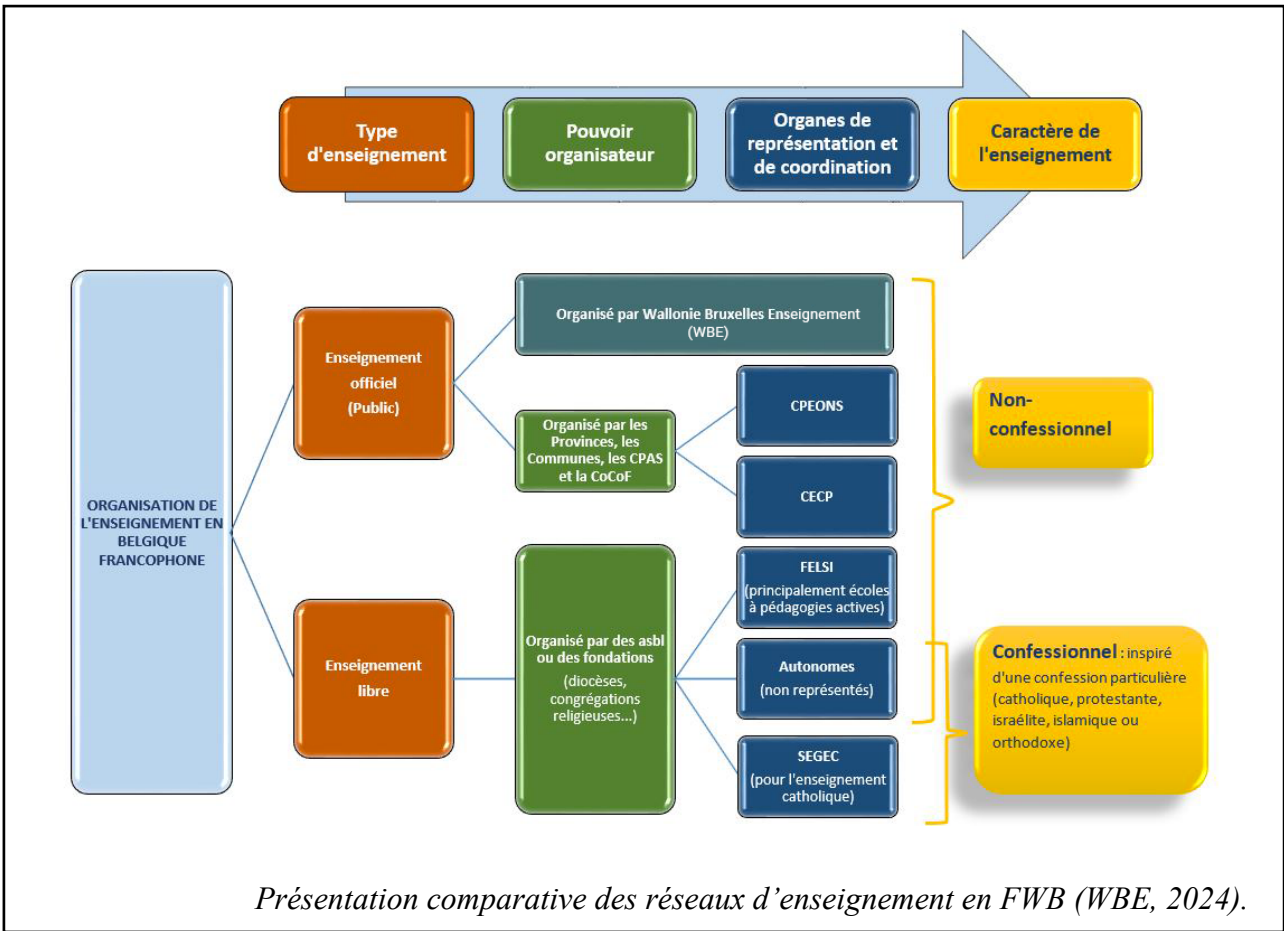 Type
d'enseignement
Pouvoir
organisateur
Organes de
représentation et
de coordination
Caractère de
l'enseignement
ORGANISATION DE
L'ENSEIGNEMENT EN
BELGIQUE
FRANCOPHONE
Enseignement
officiel
(Public)
Organisé par Wallonie Bruxelles Enseignement
(WBE)
Organisé par les
Provinces, les
Communes, les CPAS
et la CoCoF
CPEONS
CECP
Non-
confessionnel
Enseignement
libre
Organisé par des asbl
ou des fondations
(diocèses,
congrégations
religieuses...)
FELSI
(principalement écoles
à pédagogies actives)
Autonomes
(non représentés)
SEGEC
(pour l'enseignement
catholique)
Confessionnel : inspiré
d'une confession particulière
(catholique, protestante,
israélite, islamique ou
orthodoxe)
Présentation comparative des réseaux d’enseignement en FWB (WBE, 2024).